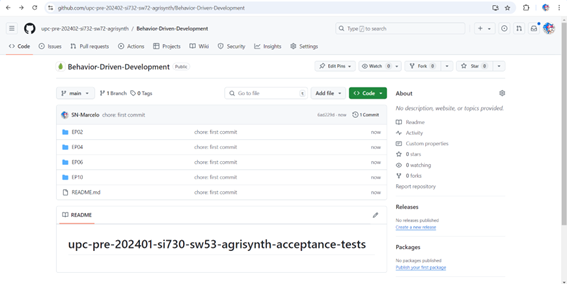 github.com/upc-pre-202402-si732-sw72-agrisynth/Behavior-Driven-Development
upc-pre-202402-si732-sw72-agrisynth / Behavior-Driven-Development
Type / to search
Code Issues Pull requests Actions Projects Wiki Security Insights Settings
Behavior-Driven-Development Public
Edit Pins Watch 0 Fork 0 Star 0
main 1 Branch 0 Tags Go to file t Add file Code
About
No description, website, or topics provided.
SN-Marcelo chore: first commit now 1 Commit
EP02 chore: first commit now
EP04 chore: first commit now
EP06 chore: first commit now
EP10 chore: first commit now
README.md chore: first commit now
Readme
Activity
Custom properties
0 stars
0 watching
0 forks
Report repository
README
upc-pre-202401-si730-sw53-agrisynth-acceptance-tests
Releases
No releases published
Create a new release
Packages
No packages published
Publish your first package